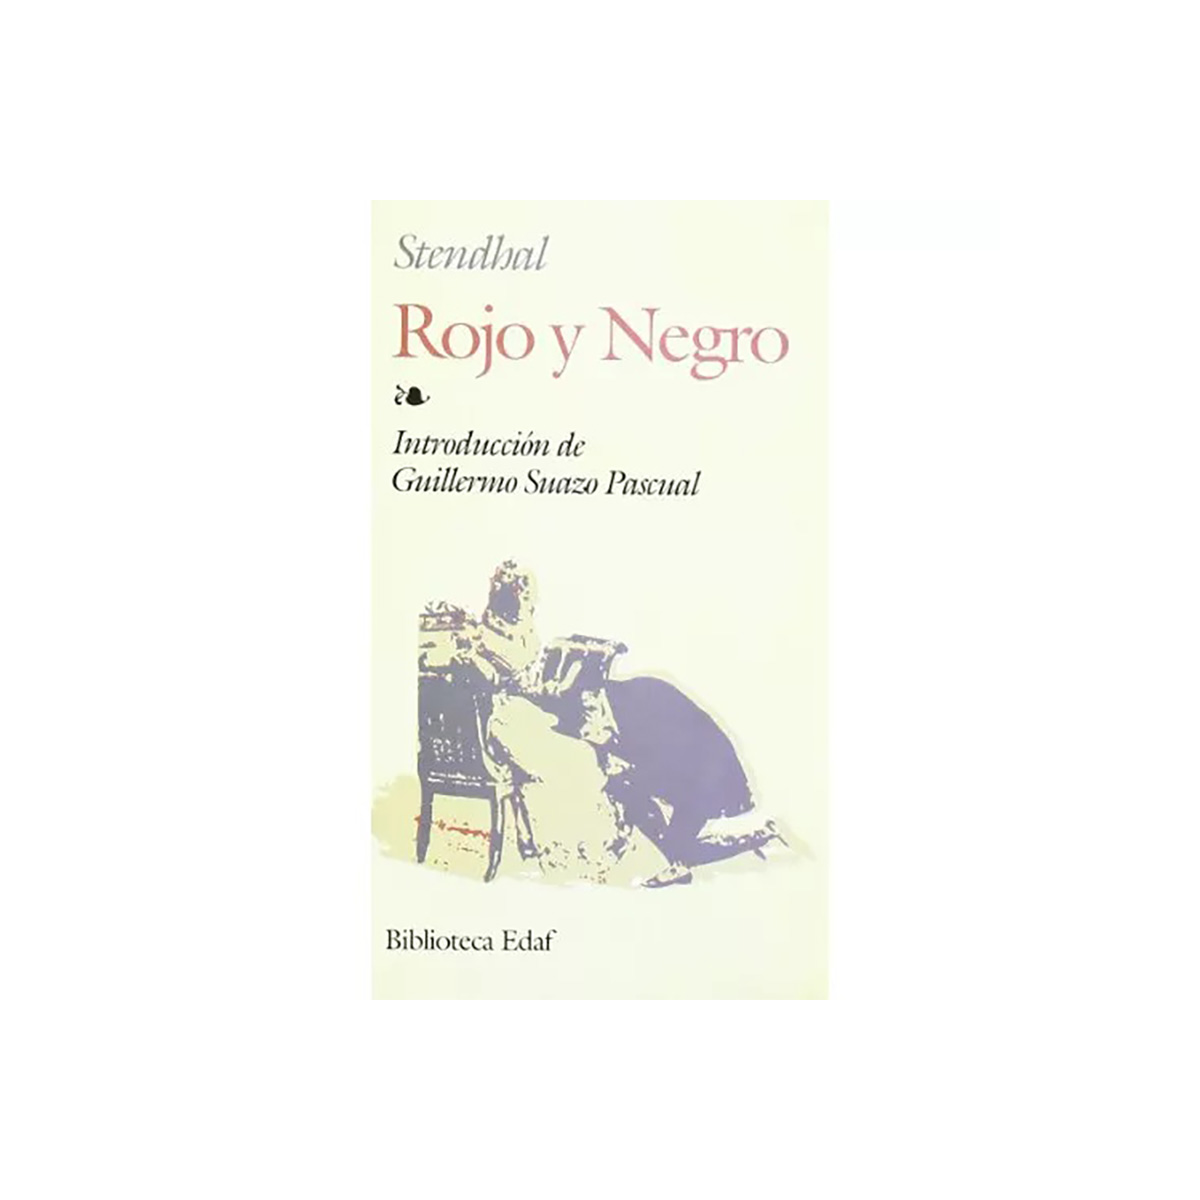 Stendhal
Rojo y Negro
Introducción de
Guillermo Suazo Pascual
Biblioteca Edaf